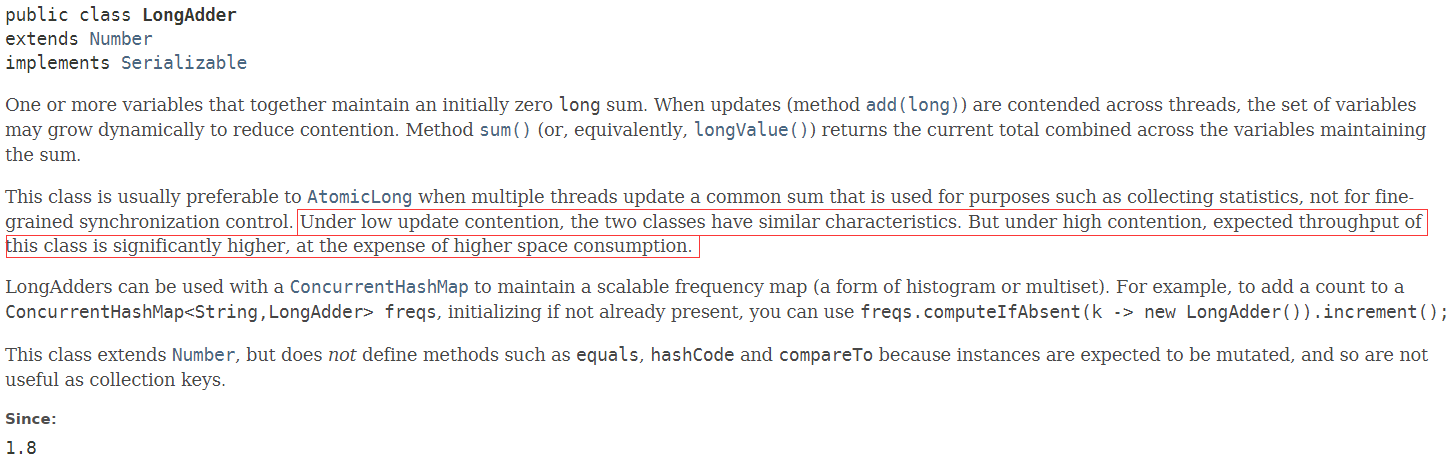 public class LongAdder
extends Number
implements Serializable
One or more variables that together maintain an initially zero long sum. When updates (method add(long)) are contended across threads, the set of variables
may grow dynamically to reduce contention. Method sum() (or, equivalently, longValue()) returns the current total combined across the variables maintaining
the sum.
This class is usually preferable to AtomicLong when multiple threads update a common sum that is used for purposes such as collecting statistics, not for fine-
grained synchronization control. Under low update contention, the two classes have similar characteristics. But under high contention, expected throughput of
this class is significantly higher, at the expense of higher space consumption.
LongAdders can be used with a ConcurrentHashMap to maintain a scalable frequency map (a form of histogram or multiset). For example, to add a count to a
ConcurrentHashMap<String,LongAdder> freqs, initializing if not already present, you can use freqs.computeIfAbsent(k -> new LongAdder()).increment();
This class extends Number, but does not define methods such as equals, hashCode and compareTo because instances are expected to be mutated, and so are not
useful as collection keys.
Since:
1.8